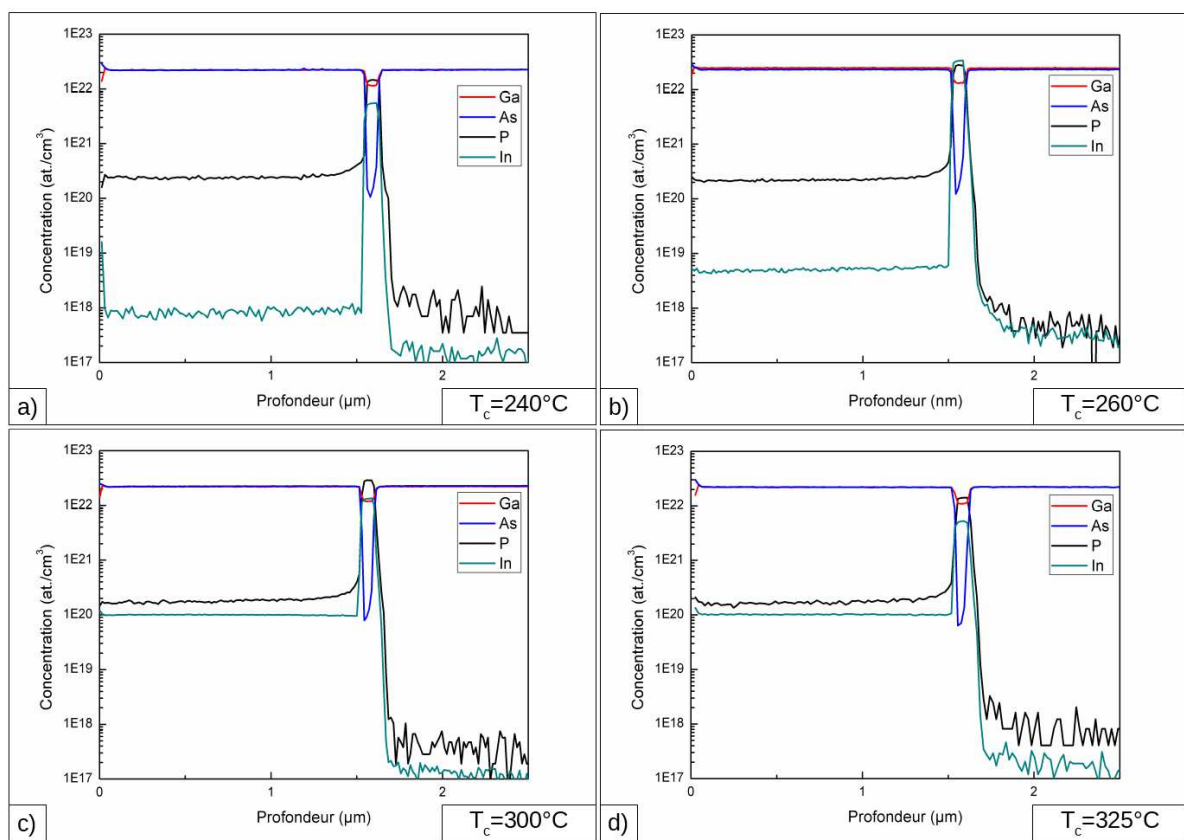 1E23
1E22
1E21
1E20
1E19
1E18
1E17
Concentration (at./cm³)
Ga
As
P
In
0
1
2
Profondeur (µm)
a)
Tc=240°C
1E23
1E22
1E21
1E20
1E19
1E18
1E17
Concentration (at./cm³)
Ga
As
P
In
0
1
2
Profondeur (nm)
b)
Tc=260°C
1E23
1E22
1E21
1E20
1E19
1E18
1E17
Concentration (at./cm³)
Ga
As
P
In
0
1
2
Profondeur (µm)
c)
Tc=300°C
1E23
1E22
1E21
1E20
1E19
1E18
1E17
Concentration (at./cm³)
Ga
As
P
In
0
1
2
Profondeur (µm)
d)
Tc=325°C